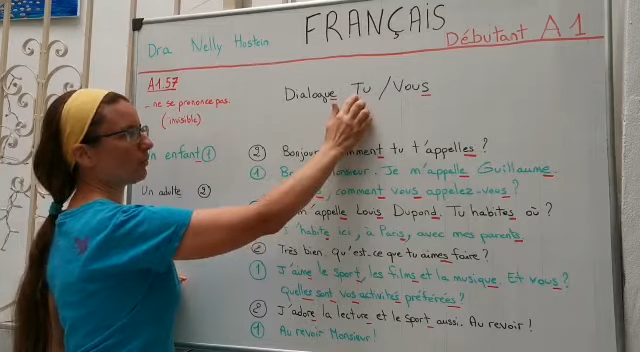 FRANÇAIS
Débutant A1
Dra Nelly Hostein
A1.57
- ne se prononce pas.
(invisible)
Dialogue Tu / Vous
un enfant ①
Un adulte ②
② Bonjour, comment tu t'appelles ?
① Monsieur. Je m'appelle Guillaume.
, comment vous appelez-vous ?
m'appelle Louis Dupond. Tu habites où ?
J'habite ici, à Paris, avec mes parents.
② Très bien. Qu'est-ce que tu aimes faire ?
① J'aime le sport, les films et la musique. Et vous ?
Quelles sont vos activités préférées ?
② J'adore la lecture et le sport aussi. Au revoir !
① Au revoir Monsieur !